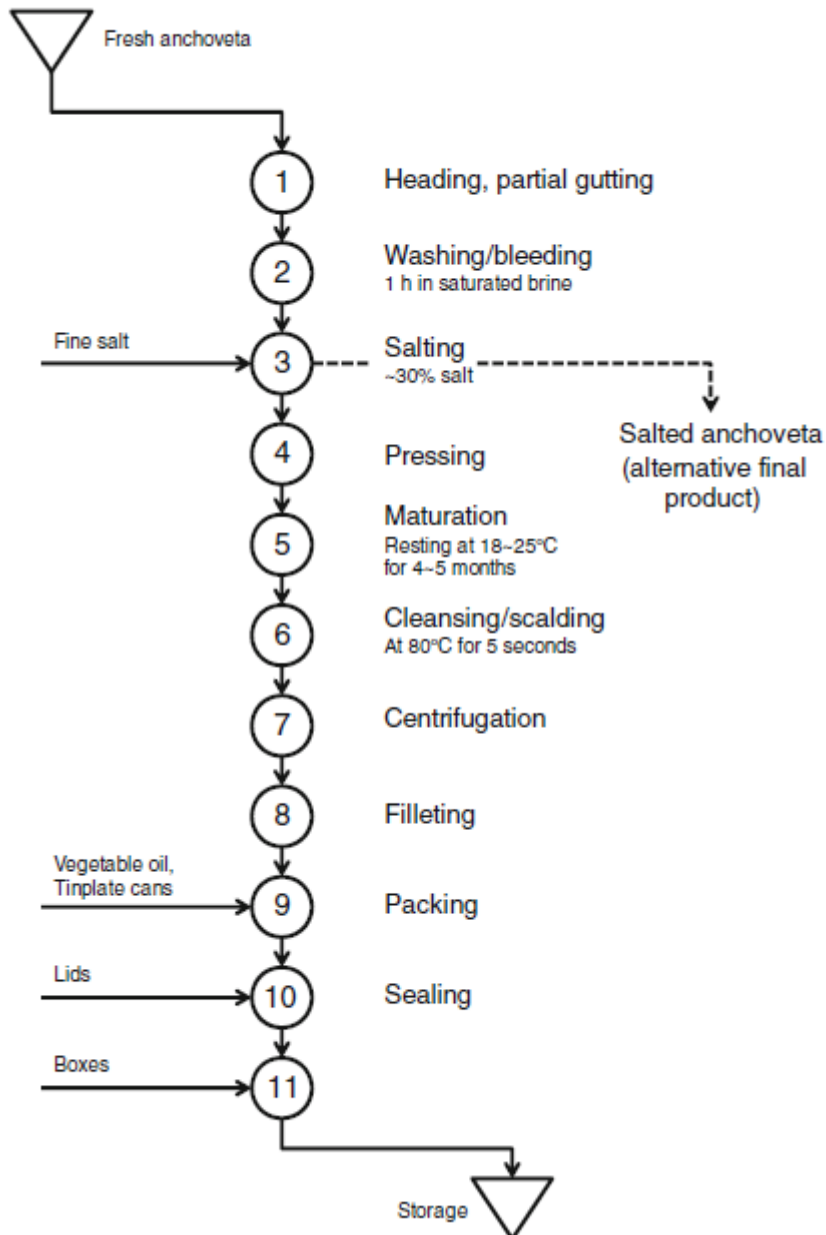 Fresh anchoveta
1
Heading, partial gutting
2
Washing/bleeding
1 h in saturated brine
Fine salt
3
Salting
~30% salt
Salted anchoveta
(alternative final
product)
4
Pressing
5
Maturation
Resting at 18~25°C
for 4~5 months
6
Cleansing/scalding
At 80°C for 5 seconds
7
Centrifugation
8
Filleting
Vegetable oil,
Tinplate cans
9
Packing
Lids
10
Sealing
Boxes
11
Storage